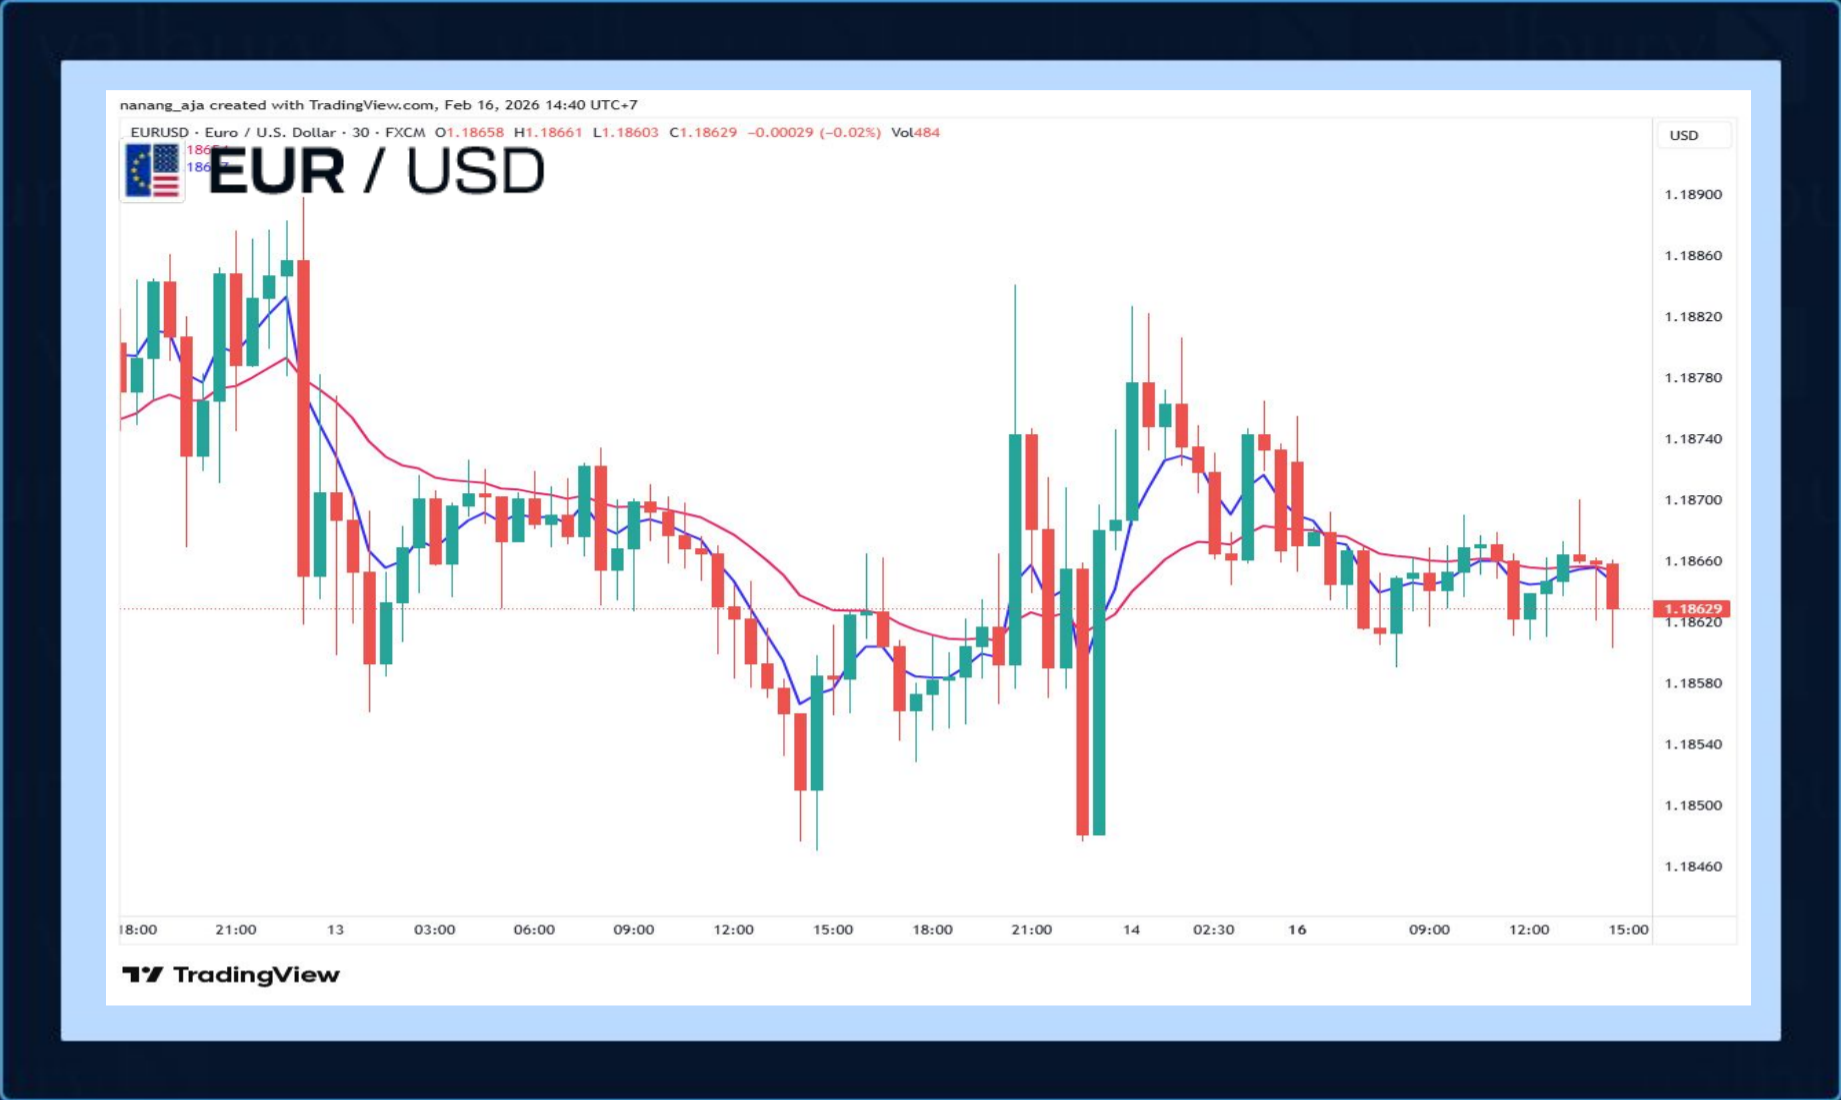 nanang_aja created with TradingView.com, Feb 16, 2026 14:40 UTC+7
EURUSD · Euro / U.S. Dollar · 30 · FXCM O1.18658 H1.18661 L1.18603 C1.18629 −0.00029 (−0.02%) Vol484
USD
EUR / USD
1.18900
1.18860
1.18820
1.18780
1.18740
1.18700
1.18660
1.18629
1.18620
1.18580
1.18540
1.18500
1.18460
18:00 21:00 13 03:00 06:00 09:00 12:00 15:00 18:00 21:00 14 02:30 16 09:00 12:00 15:00
TradingView